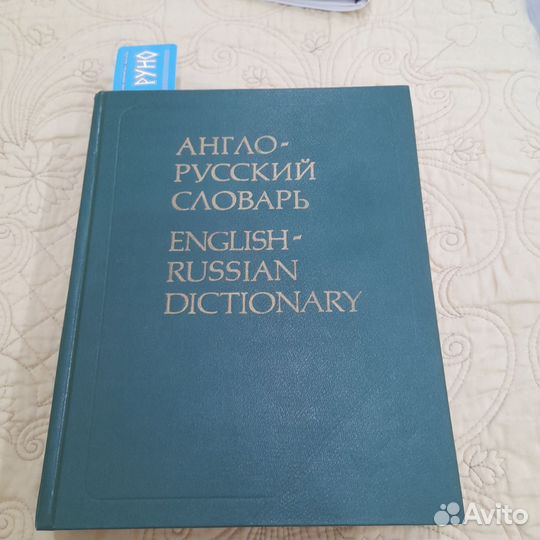 РУНО
АНГЛО-
РУССКИЙ
СЛОВАРЬ
ENGLISH-
RUSSIAN
DICTIONARY
Avito